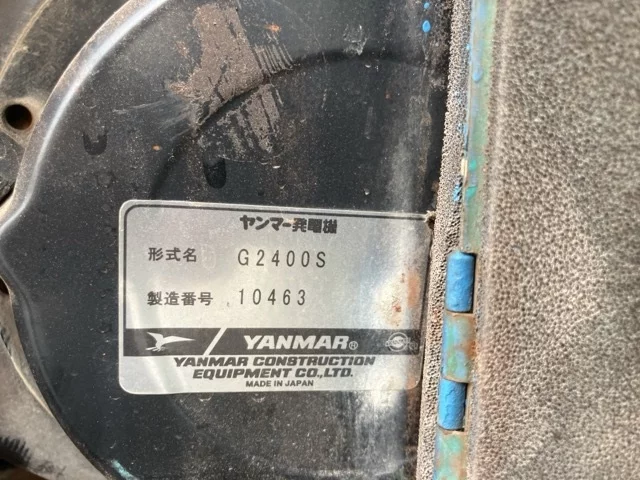 ヤンマー発電機
形式名 G2400S
製造番号 10463
YANMAR®
YANMAR CONSTRUCTION
EQUIPMENT CO.,LTD.
MADE IN JAPAN